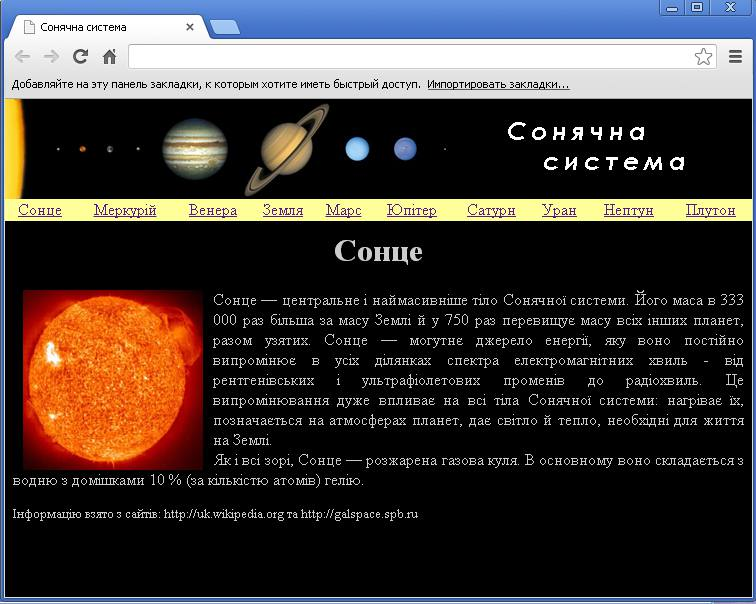 Сонячна система
Добавляйте на эту панель закладки, к которым хотите иметь быстрый доступ. Импортировать закладки...
Сонячна
система
Сонце Меркурій Венера Земля Марс Юпітер Сатурн Уран Нептун Плутон
Сонце
Сонце — центральне і наймасивніше тіло Сонячної системи. Його маса в 333
000 раз більша за масу Землі й у 750 раз перевищує масу всіх інших планет,
разом узятих. Сонце — могутнє джерело енергії, яку воно постійно
випромінює в усіх ділянках спектра електромагнітних хвиль - від
рентгенівських і ультрафіолетових променів до радіохвиль. Це
випромінювання дуже впливає на всі тіла Сонячної системи: нагріває їх,
позначається на атмосферах планет, дає світло й тепло, необхідні для життя
на Землі.
Як і всі зорі, Сонце — розжарена газова куля. В основному воно складається з
водню з домішками 10 % (за кількістю атомів) гелію.
Інформацію взято з сайтів: http://uk.wikipedia.org та http://galspace.spb.ru